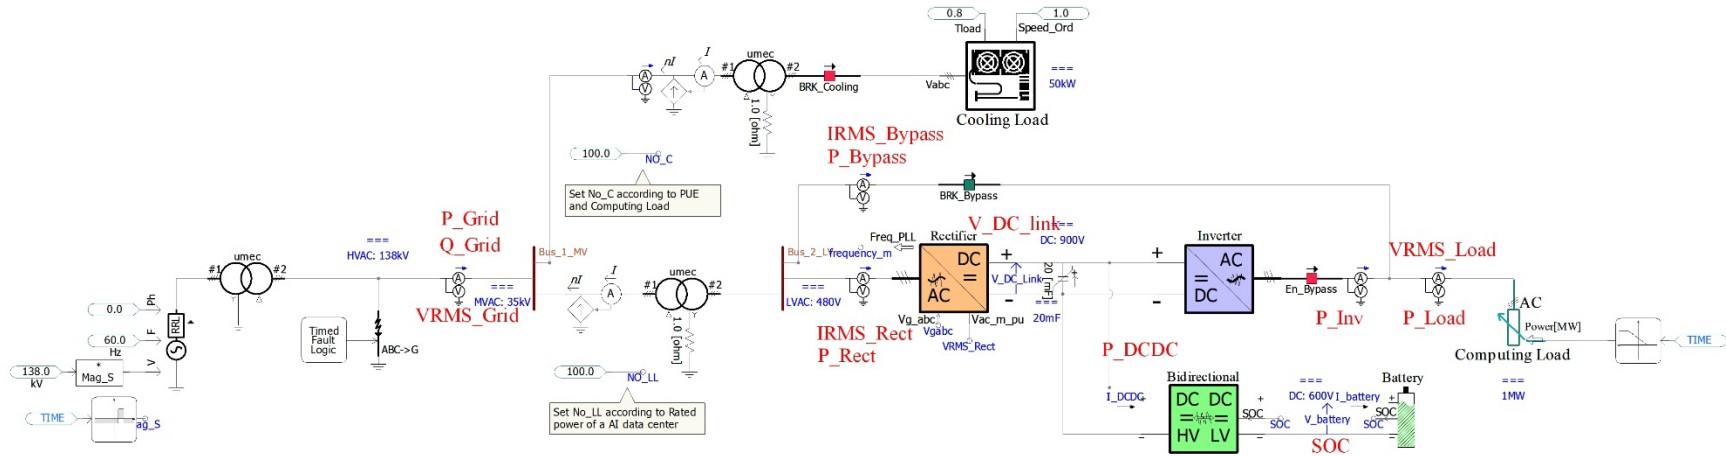 0.8
1.0
Tload
Speed_Ord
umec
I
nI
#1
#2
A
A
V
BRK_Cooling
Vabc
===
50kW
Cooling Load
1.0 [ohm]
100.0
NO_C
Set No_C according to PUE
and Computing Load
IRMS_Bypass
P_Bypass
A
V
BRK_Bypass
P_Grid
Q_Grid
===
HVAC: 138kV
umec
#1
#2
A
V
===
MVAC: 35kV
VRMS_Grid
Bus_1_MV
nI
I
A
umec
#1
#2
1.0 [ohm]
Bus_2_L
LVAC: 480V
===
frequency_m
Freq_PLL
A
V
IRMS_Rect
P_Rect
Rectifier
DC
=
AC
Vg_abc
Vgabc
Vac_m_pu
VRMS_Rect
V_DC_link
===
DC: 900V
+
V_DC_Link
-
20 [mF]
===
20mF
Inverter
+
-
AC
=
DC
En_Bypass
A
V
P_Inv
VRMS_Load
A
V
P_Load
AC
Power[MW]
Computing Load
===
1MW
TIME
0.0
Ph
60.0
F
Hz
V
RRL
138.0
kV
*
Mag_S
TIME
ag_S
Timed
Fault
Logic
ABC->G
100.0
NO_LL
Set NO_LL according to Rated
power of a AI data center
P_DCDC
I_DCDC
Bidirectional
+
-
DC DC
= =
HV LV
+
-
SOC
SOC
===
DC: 600V
I_battery
V_battery
SOC
Battery
+
SOC
SOC
-